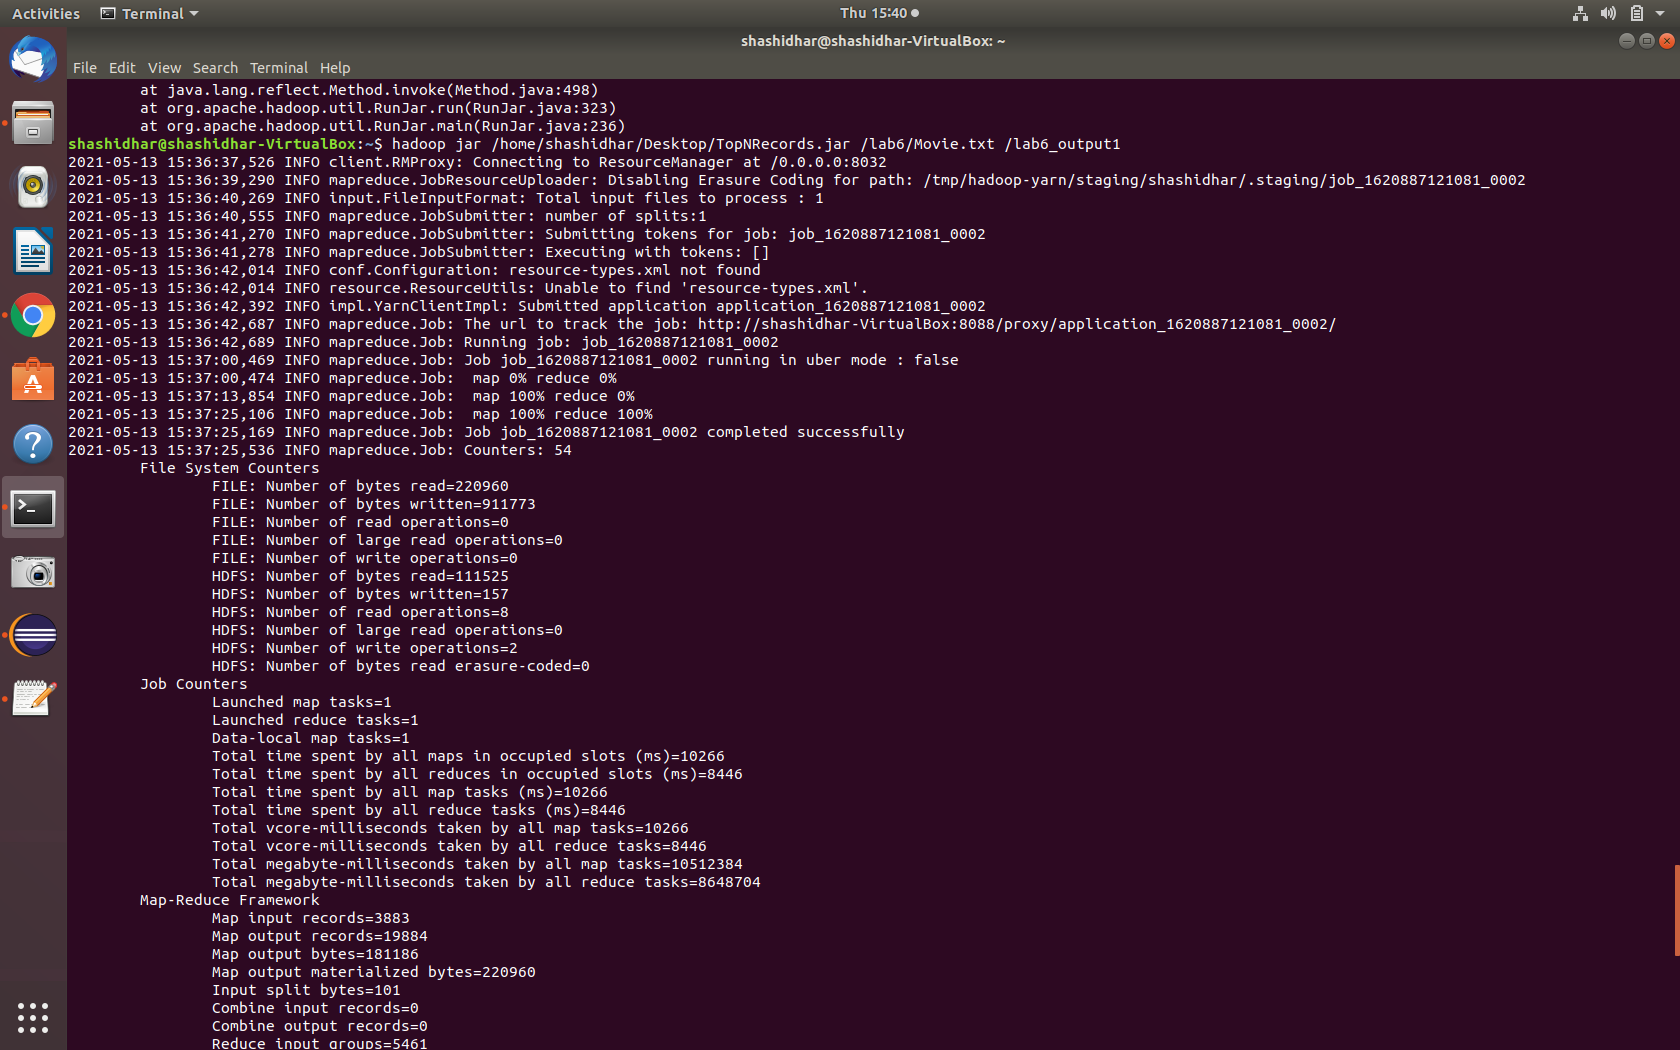 Activities Terminal Thu 15:40
shashidhar@shashidhar-VirtualBox: ~
File Edit View Search Terminal Help
at java.lang.reflect.Method.invoke(Method.java:498)
at org.apache.hadoop.util.RunJar.run(RunJar.java:323)
at org.apache.hadoop.util.RunJar.main(RunJar.java:236)
shashidhar@shashidhar-VirtualBox:~$ hadoop jar /home/shashidhar/Desktop/TopNRecords.jar /lab6/Movie.txt /lab6_output1
2021-05-13 15:36:37,526 INFO client.RMProxy: Connecting to ResourceManager at /0.0.0.0:8032
2021-05-13 15:36:39,290 INFO mapreduce.JobResourceUploader: Disabling Erasure Coding for path: /tmp/hadoop-yarn/staging/shashidhar/.staging/job_1620887121081_0002
2021-05-13 15:36:40,269 INFO input.FileInputFormat: Total input files to process : 1
2021-05-13 15:36:40,555 INFO mapreduce.JobSubmitter: number of splits:1
2021-05-13 15:36:41,270 INFO mapreduce.JobSubmitter: Submitting tokens for job: job_1620887121081_0002
2021-05-13 15:36:41,278 INFO mapreduce.JobSubmitter: Executing with tokens: []
2021-05-13 15:36:42,014 INFO conf.Configuration: resource-types.xml not found
2021-05-13 15:36:42,014 INFO resource.ResourceUtils: Unable to find 'resource-types.xml'.
2021-05-13 15:36:42,392 INFO impl.YarnClientImpl: Submitted application application_1620887121081_0002
2021-05-13 15:36:42,687 INFO mapreduce.Job: The url to track the job: http://shashidhar-VirtualBox:8088/proxy/application_1620887121081_0002/
2021-05-13 15:36:42,689 INFO mapreduce.Job: Running job: job_1620887121081_0002
2021-05-13 15:37:00,469 INFO mapreduce.Job: Job job_1620887121081_0002 running in uber mode : false
2021-05-13 15:37:00,474 INFO mapreduce.Job:  map 0% reduce 0%
2021-05-13 15:37:13,854 INFO mapreduce.Job:  map 100% reduce 0%
2021-05-13 15:37:25,106 INFO mapreduce.Job:  map 100% reduce 100%
2021-05-13 15:37:25,169 INFO mapreduce.Job: Job job_1620887121081_0002 completed successfully
2021-05-13 15:37:25,536 INFO mapreduce.Job: Counters: 54
File System Counters
FILE: Number of bytes read=220960
FILE: Number of bytes written=911773
FILE: Number of read operations=0
FILE: Number of large read operations=0
FILE: Number of write operations=0
HDFS: Number of bytes read=111525
HDFS: Number of bytes written=157
HDFS: Number of read operations=8
HDFS: Number of large read operations=0
HDFS: Number of write operations=2
HDFS: Number of bytes read erasure-coded=0
Job Counters
Launched map tasks=1
Launched reduce tasks=1
Data-local map tasks=1
Total time spent by all maps in occupied slots (ms)=10266
Total time spent by all reduces in occupied slots (ms)=8446
Total time spent by all map tasks (ms)=10266
Total time spent by all reduce tasks (ms)=8446
Total vcore-milliseconds taken by all map tasks=10266
Total vcore-milliseconds taken by all reduce tasks=8446
Total megabyte-milliseconds taken by all map tasks=10512384
Total megabyte-milliseconds taken by all reduce tasks=8648704
Map-Reduce Framework
Map input records=3883
Map output records=19884
Map output bytes=181186
Map output materialized bytes=220960
Input split bytes=101
Combine input records=0
Combine output records=0
Reduce input groups=5461